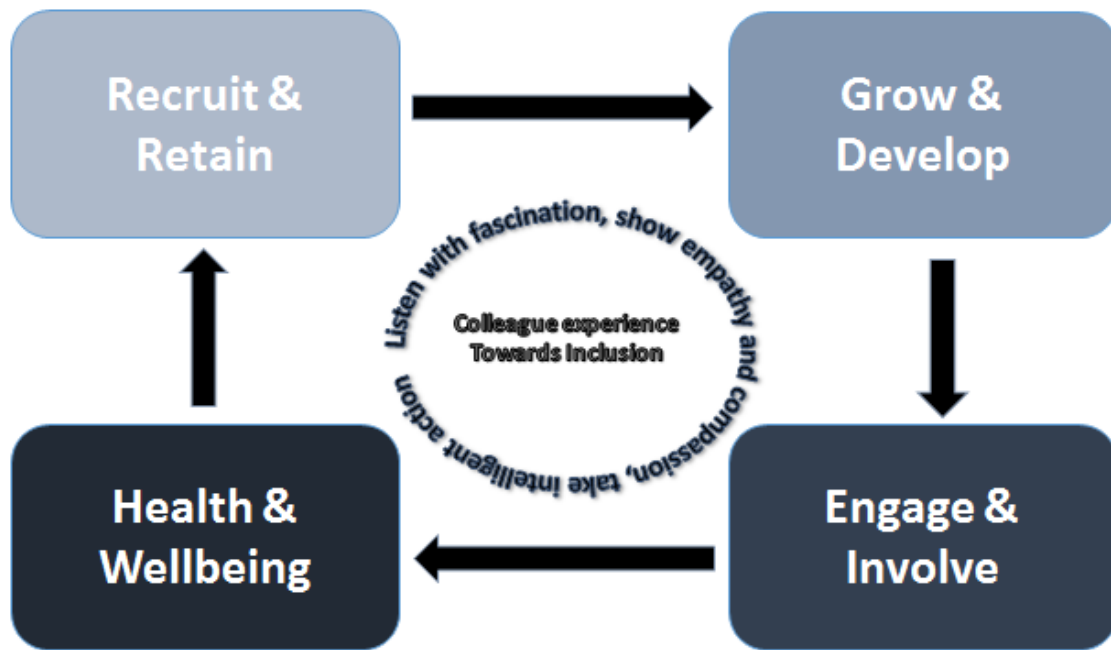 Recruit &
Retain
Grow &
Develop
Listen with fascination, show empathy and compassion, take intelligent action
Colleague experience
Towards Inclusion
Health &
Wellbeing
Engage &
Involve